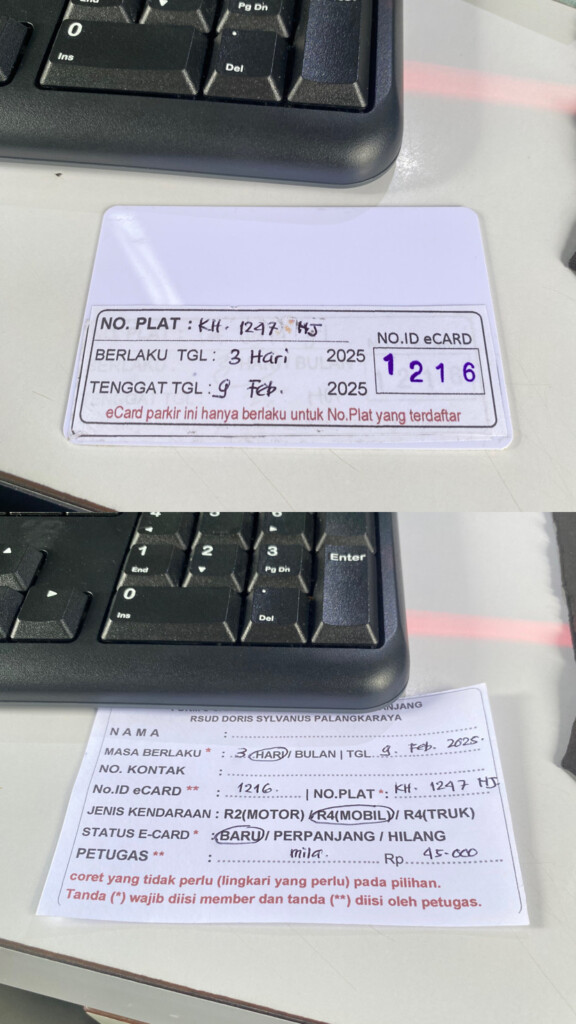 Pg Dn
0
Ins
Del
NO. PLAT : KH. 1247 HJ
NO.ID eCARD
BERLAKU TGL : 3 Hari 2025
1216
TENGGAT TGL : 9 Feb. 2025
eCard parkir ini hanya berlaku untuk No.Plat yang terdaftar
1 2 3 Enter
End Pg Dn
0
Ins Del
RSUD DORIS SYLVANUS PALANGKARAYA
NAMA :
MASA BERLAKU * : 3 HARI / BULAN | TGL. 9. Feb. 2025.
NO. KONTAK :
No.ID eCARD ** : 1216. | NO.PLAT *: KH. 1247 HJ
JENIS KENDARAAN : R2(MOTOR) / R4(MOBIL) / R4(TRUK)
STATUS E-CARD * : BARU / PERPANJANG / HILANG
PETUGAS ** : mila. Rp. 45.000
coret yang tidak perlu (lingkari yang perlu) pada pilihan.
Tanda (*) wajib diisi member dan tanda (**) diisi oleh petugas.